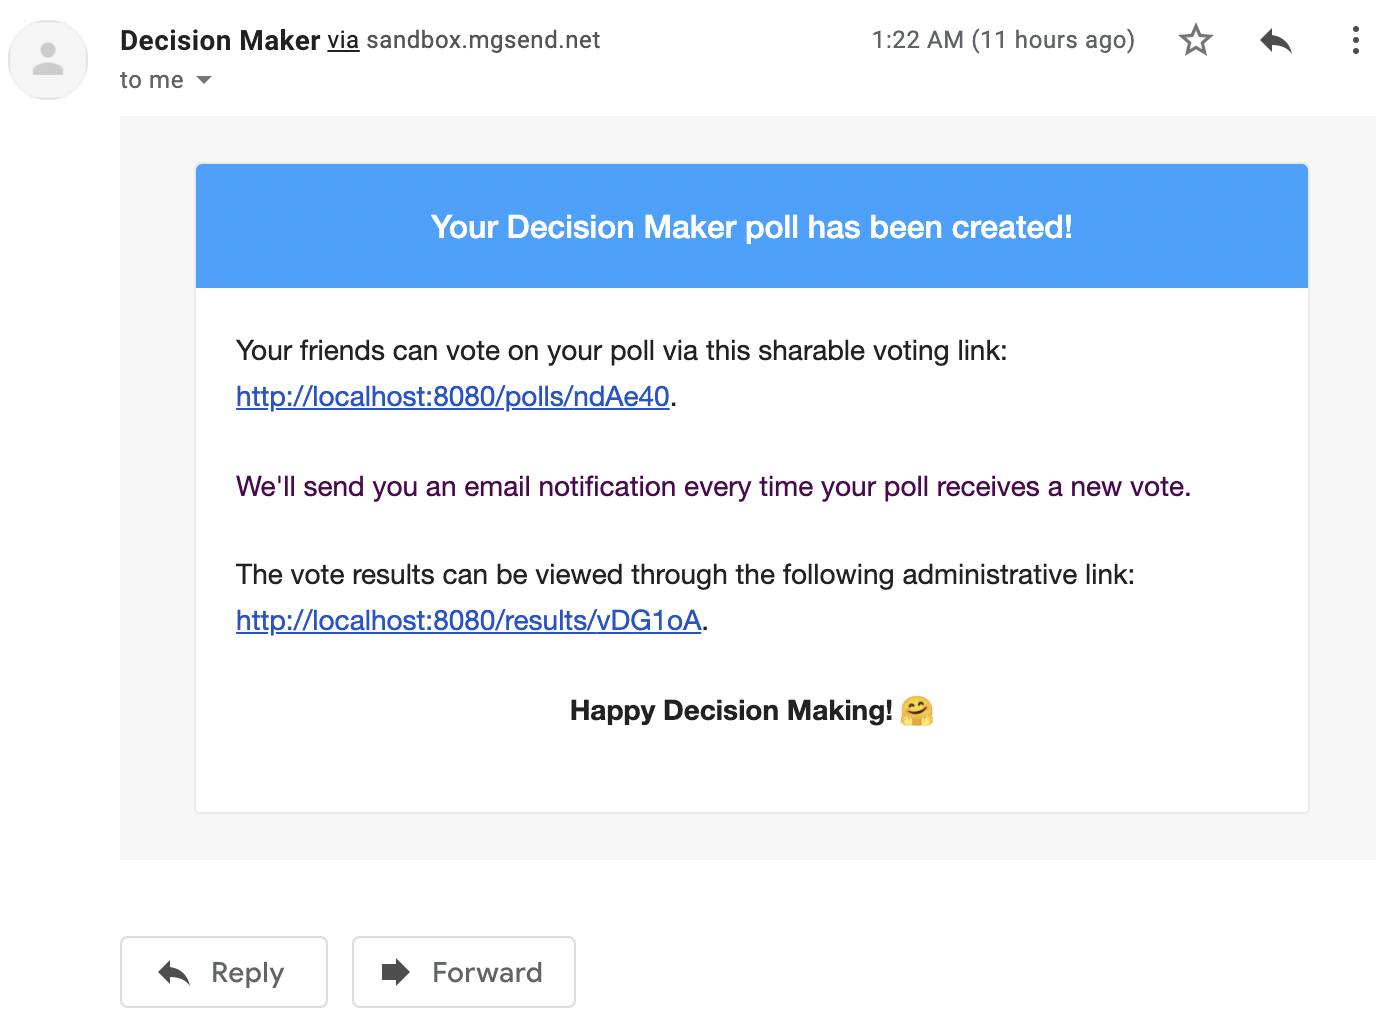 Decision Maker via sandbox.mgsend.net
1:22 AM (11 hours ago)
to me
Your Decision Maker poll has been created!
Your friends can vote on your poll via this sharable voting link:
http://localhost:8080/polls/ndAe40.
We'll send you an email notification every time your poll receives a new vote.
The vote results can be viewed through the following administrative link:
http://localhost:8080/results/vDG1oA.
Happy Decision Making! 🤗
Reply
Forward